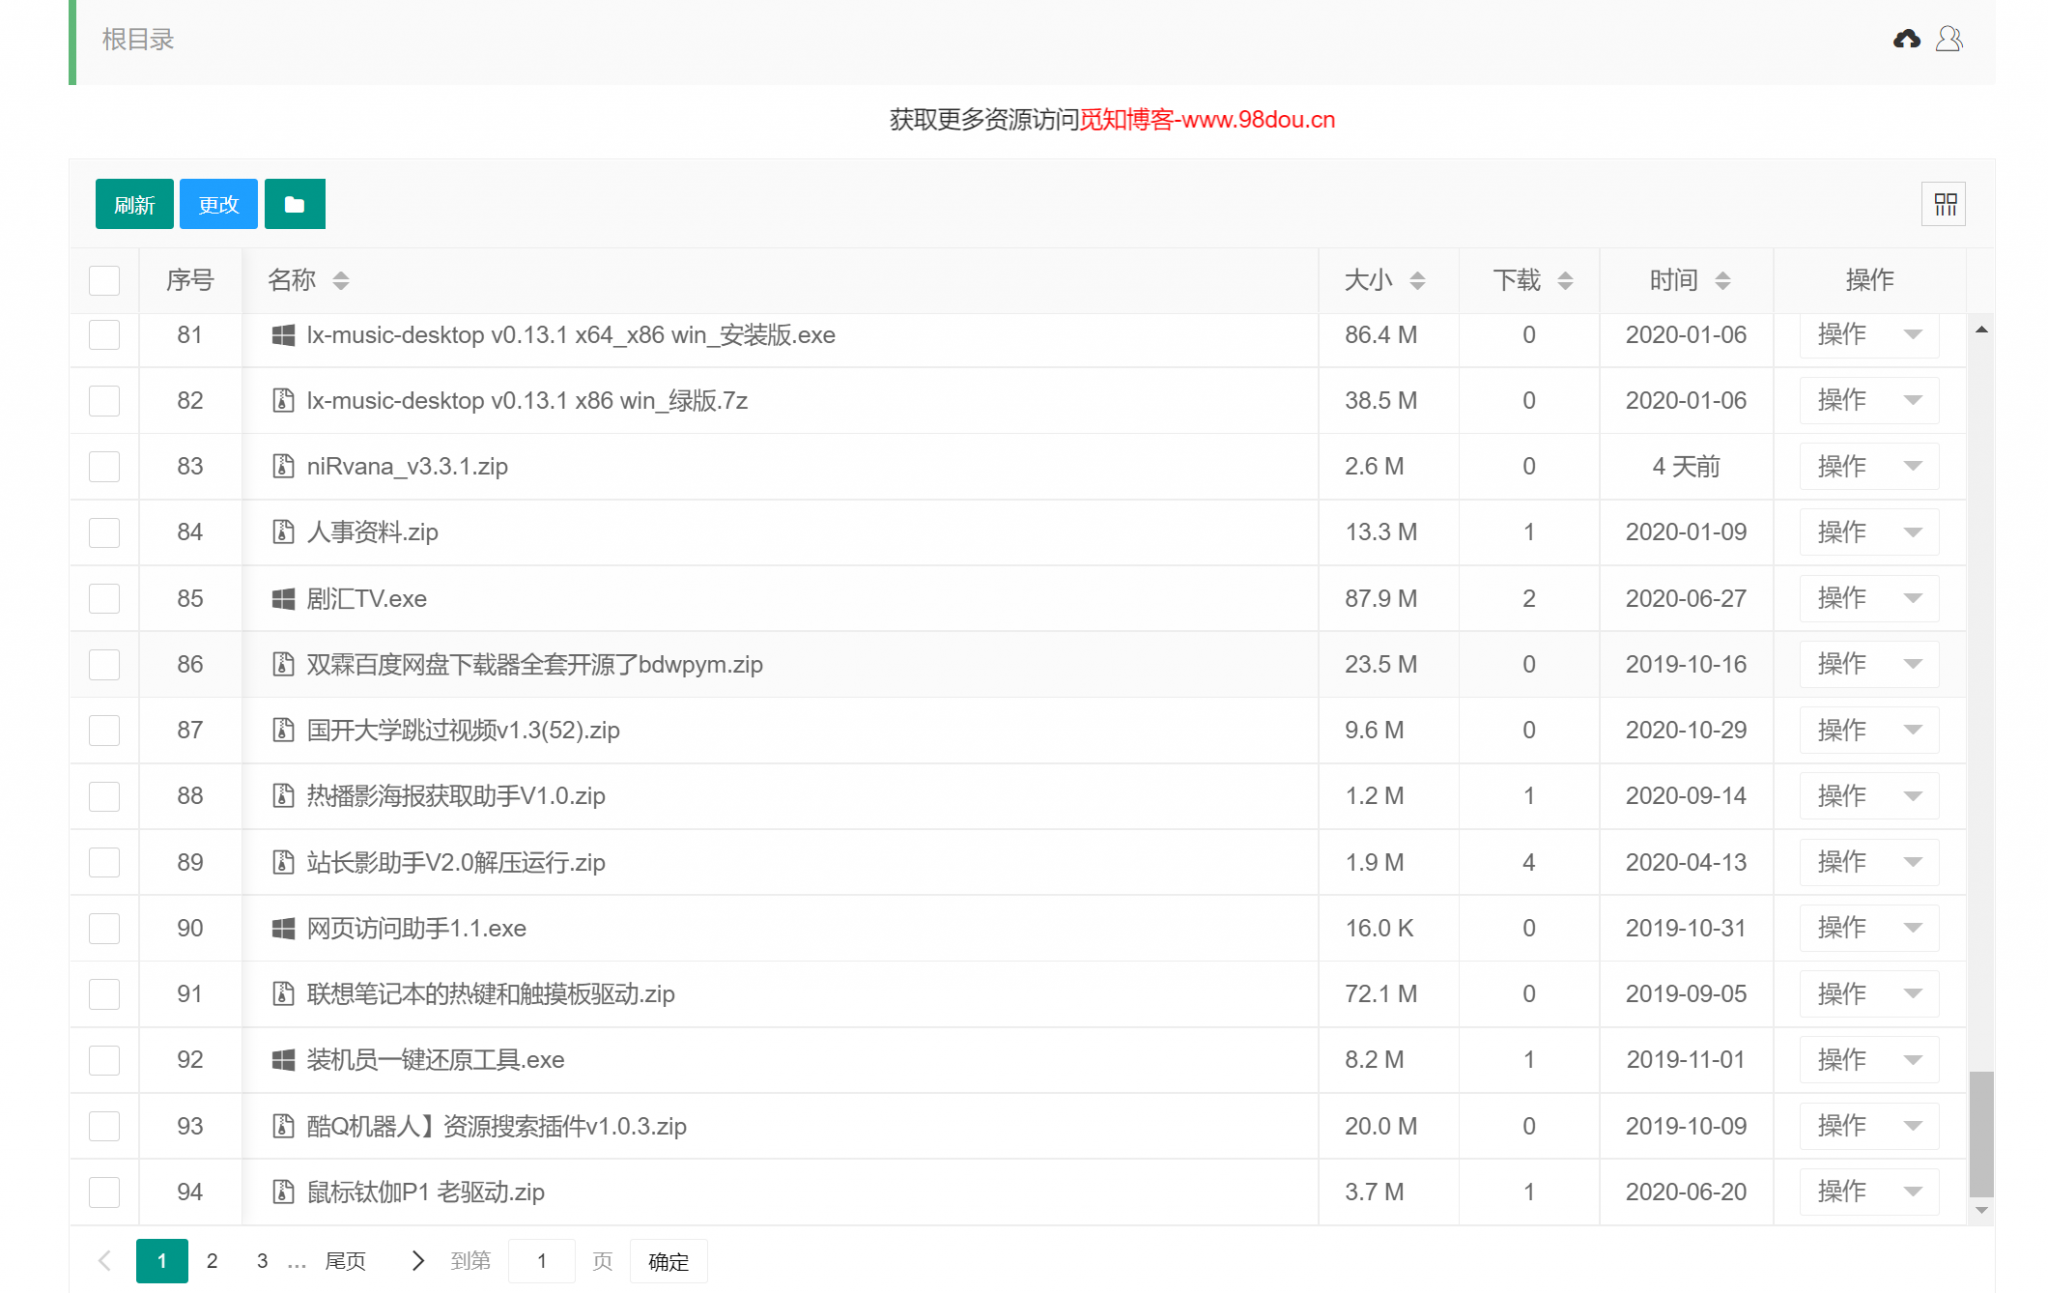 根目录
获取更多资源访问觅知博客-www.98dou.cn
刷新 更改
序号 名称 大小 下载 时间 操作
81 lx-music-desktop v0.13.1 x64_x86 win_安装版.exe 86.4 M 0 2020-01-06 操作
82 lx-music-desktop v0.13.1 x86 win_绿版.7z 38.5 M 0 2020-01-06 操作
83 niRvana_v3.3.1.zip 2.6 M 0 4 天前 操作
84 人事资料.zip 13.3 M 1 2020-01-09 操作
85 剧汇TV.exe 87.9 M 2 2020-06-27 操作
86 双霖百度网盘下载器全套开源了bdwpym.zip 23.5 M 0 2019-10-16 操作
87 国开大学跳过视频v1.3(52).zip 9.6 M 0 2020-10-29 操作
88 热播影海报获取助手V1.0.zip 1.2 M 1 2020-09-14 操作
89 站长影助手V2.0解压运行.zip 1.9 M 4 2020-04-13 操作
90 网页访问助手1.1.exe 16.0 K 0 2019-10-31 操作
91 联想笔记本的热键和触摸板驱动.zip 72.1 M 0 2019-09-05 操作
92 装机员一键还原工具.exe 8.2 M 1 2019-11-01 操作
93 酷Q机器人】资源搜索插件v1.0.3.zip 20.0 M 0 2019-10-09 操作
94 鼠标钛伽P1 老驱动.zip 3.7 M 1 2020-06-20 操作
1 2 3 … 尾页 到第 1 页 确定